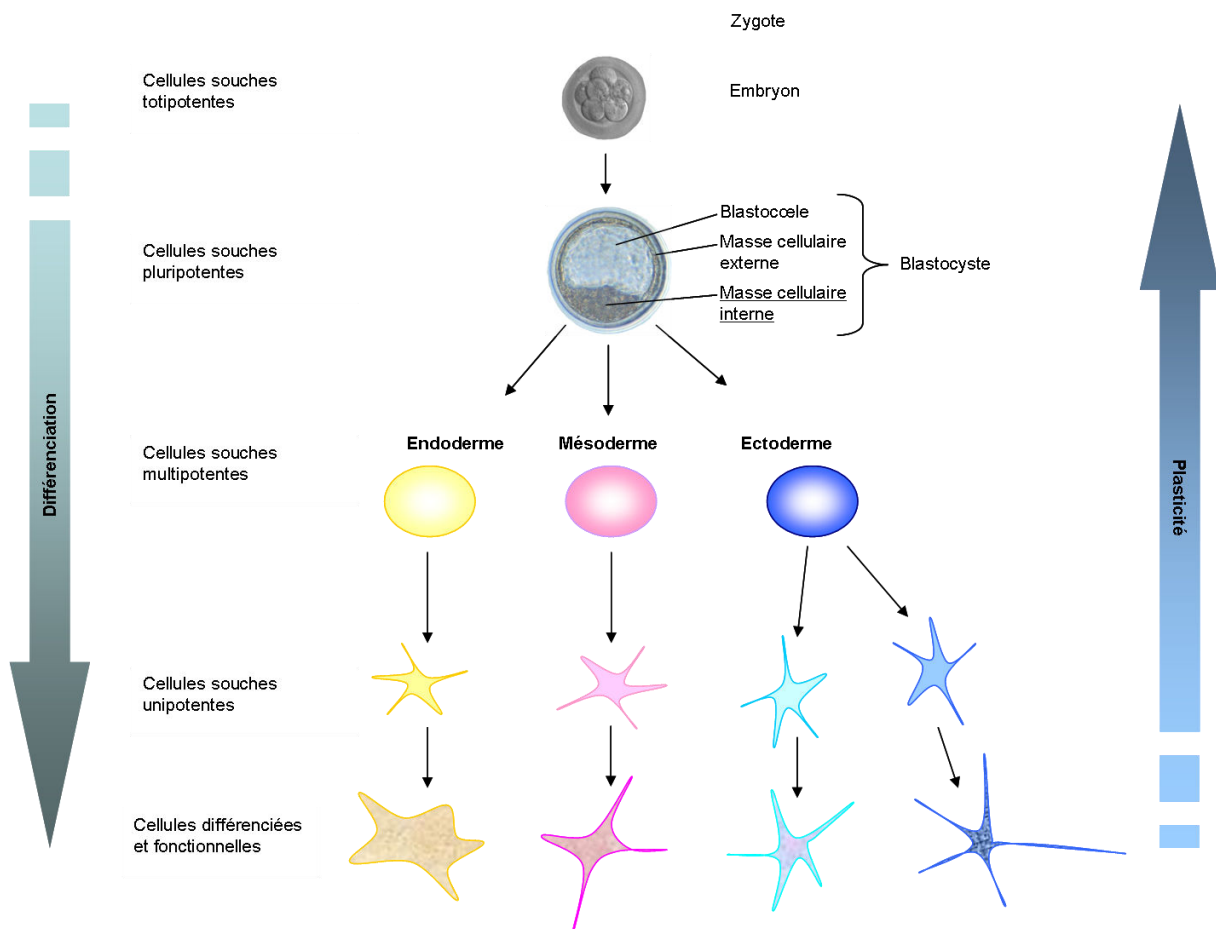 Zygote
Cellules souches
totipotentes
Embryon
Blastocœle
Masse cellulaire
externe
Masse cellulaire
interne
Blastocyste
Cellules souches
pluripotentes
Différenciation
Plasticité
Endoderme
Mésoderme
Ectoderme
Cellules souches
multipotentes
Cellules souches
unipotentes
Cellules différenciées
et fonctionnelles